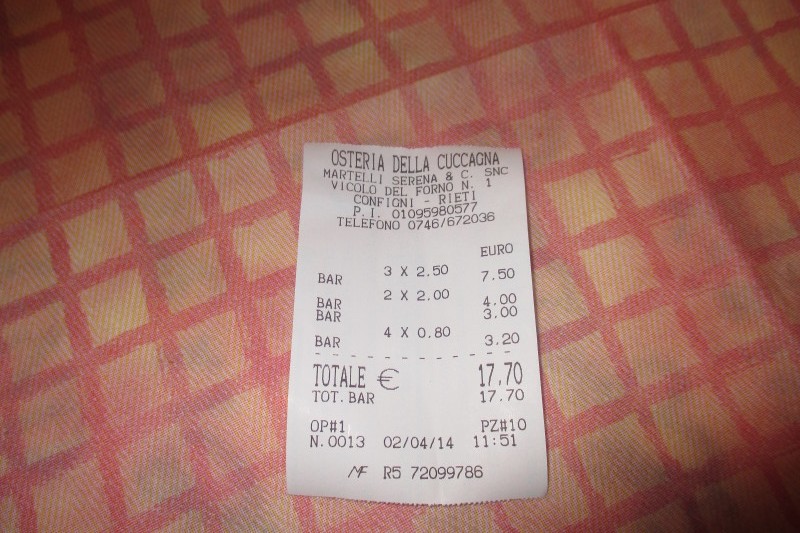 OSTERIA DELLA CUCCAGNA
MARTELLI SERENA & C. SNC
VICOLO DEL FORNO N. 1
CONFIGNI - RIETI
P.I. 01095980577
TELEFONO 0746/672036
EURO
3 X 2.50
BAR 7.50
2 X 2.00
BAR 4.00
BAR 3.00
4 X 0.80
BAR 3.20
TOTALE € 17.70
TOT.BAR 17.70
OP#1 PZ#10
N.0013 02/04/14 11:51
MF R5 72099786